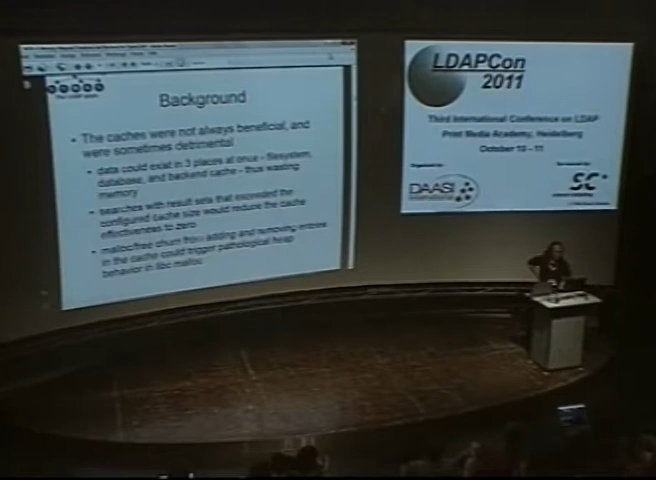 Background
• The caches were not always beneficial, and
were sometimes detrimental
• data could exist in 3 places at once - filesystem,
database, and backend cache - thus wasting
memory
• searches with result sets that exceeded the
configured cache size would reduce the cache
effectiveness to zero
• malloc/free churn from adding and removing entries
in the cache could trigger pathological heap
behavior in libc malloc
LDAPCon
2011
Third International Conference on LDAP
Print Media Academy, Heidelberg
October 10 - 11
DAASI
International